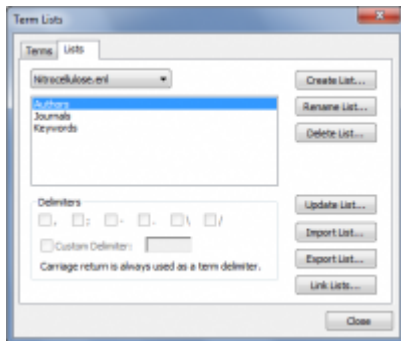 Term Lists
Terms Lists
Nitrocellulose.enl
Create List...
Authors
Journals
Keywords
Rename List...
Delete List...
Delimiters
, ; - . \ /
Custom Delimiter:
Carriage return is always used as a term delimiter.
Update List...
Import List...
Export List...
Link Lists...
Close